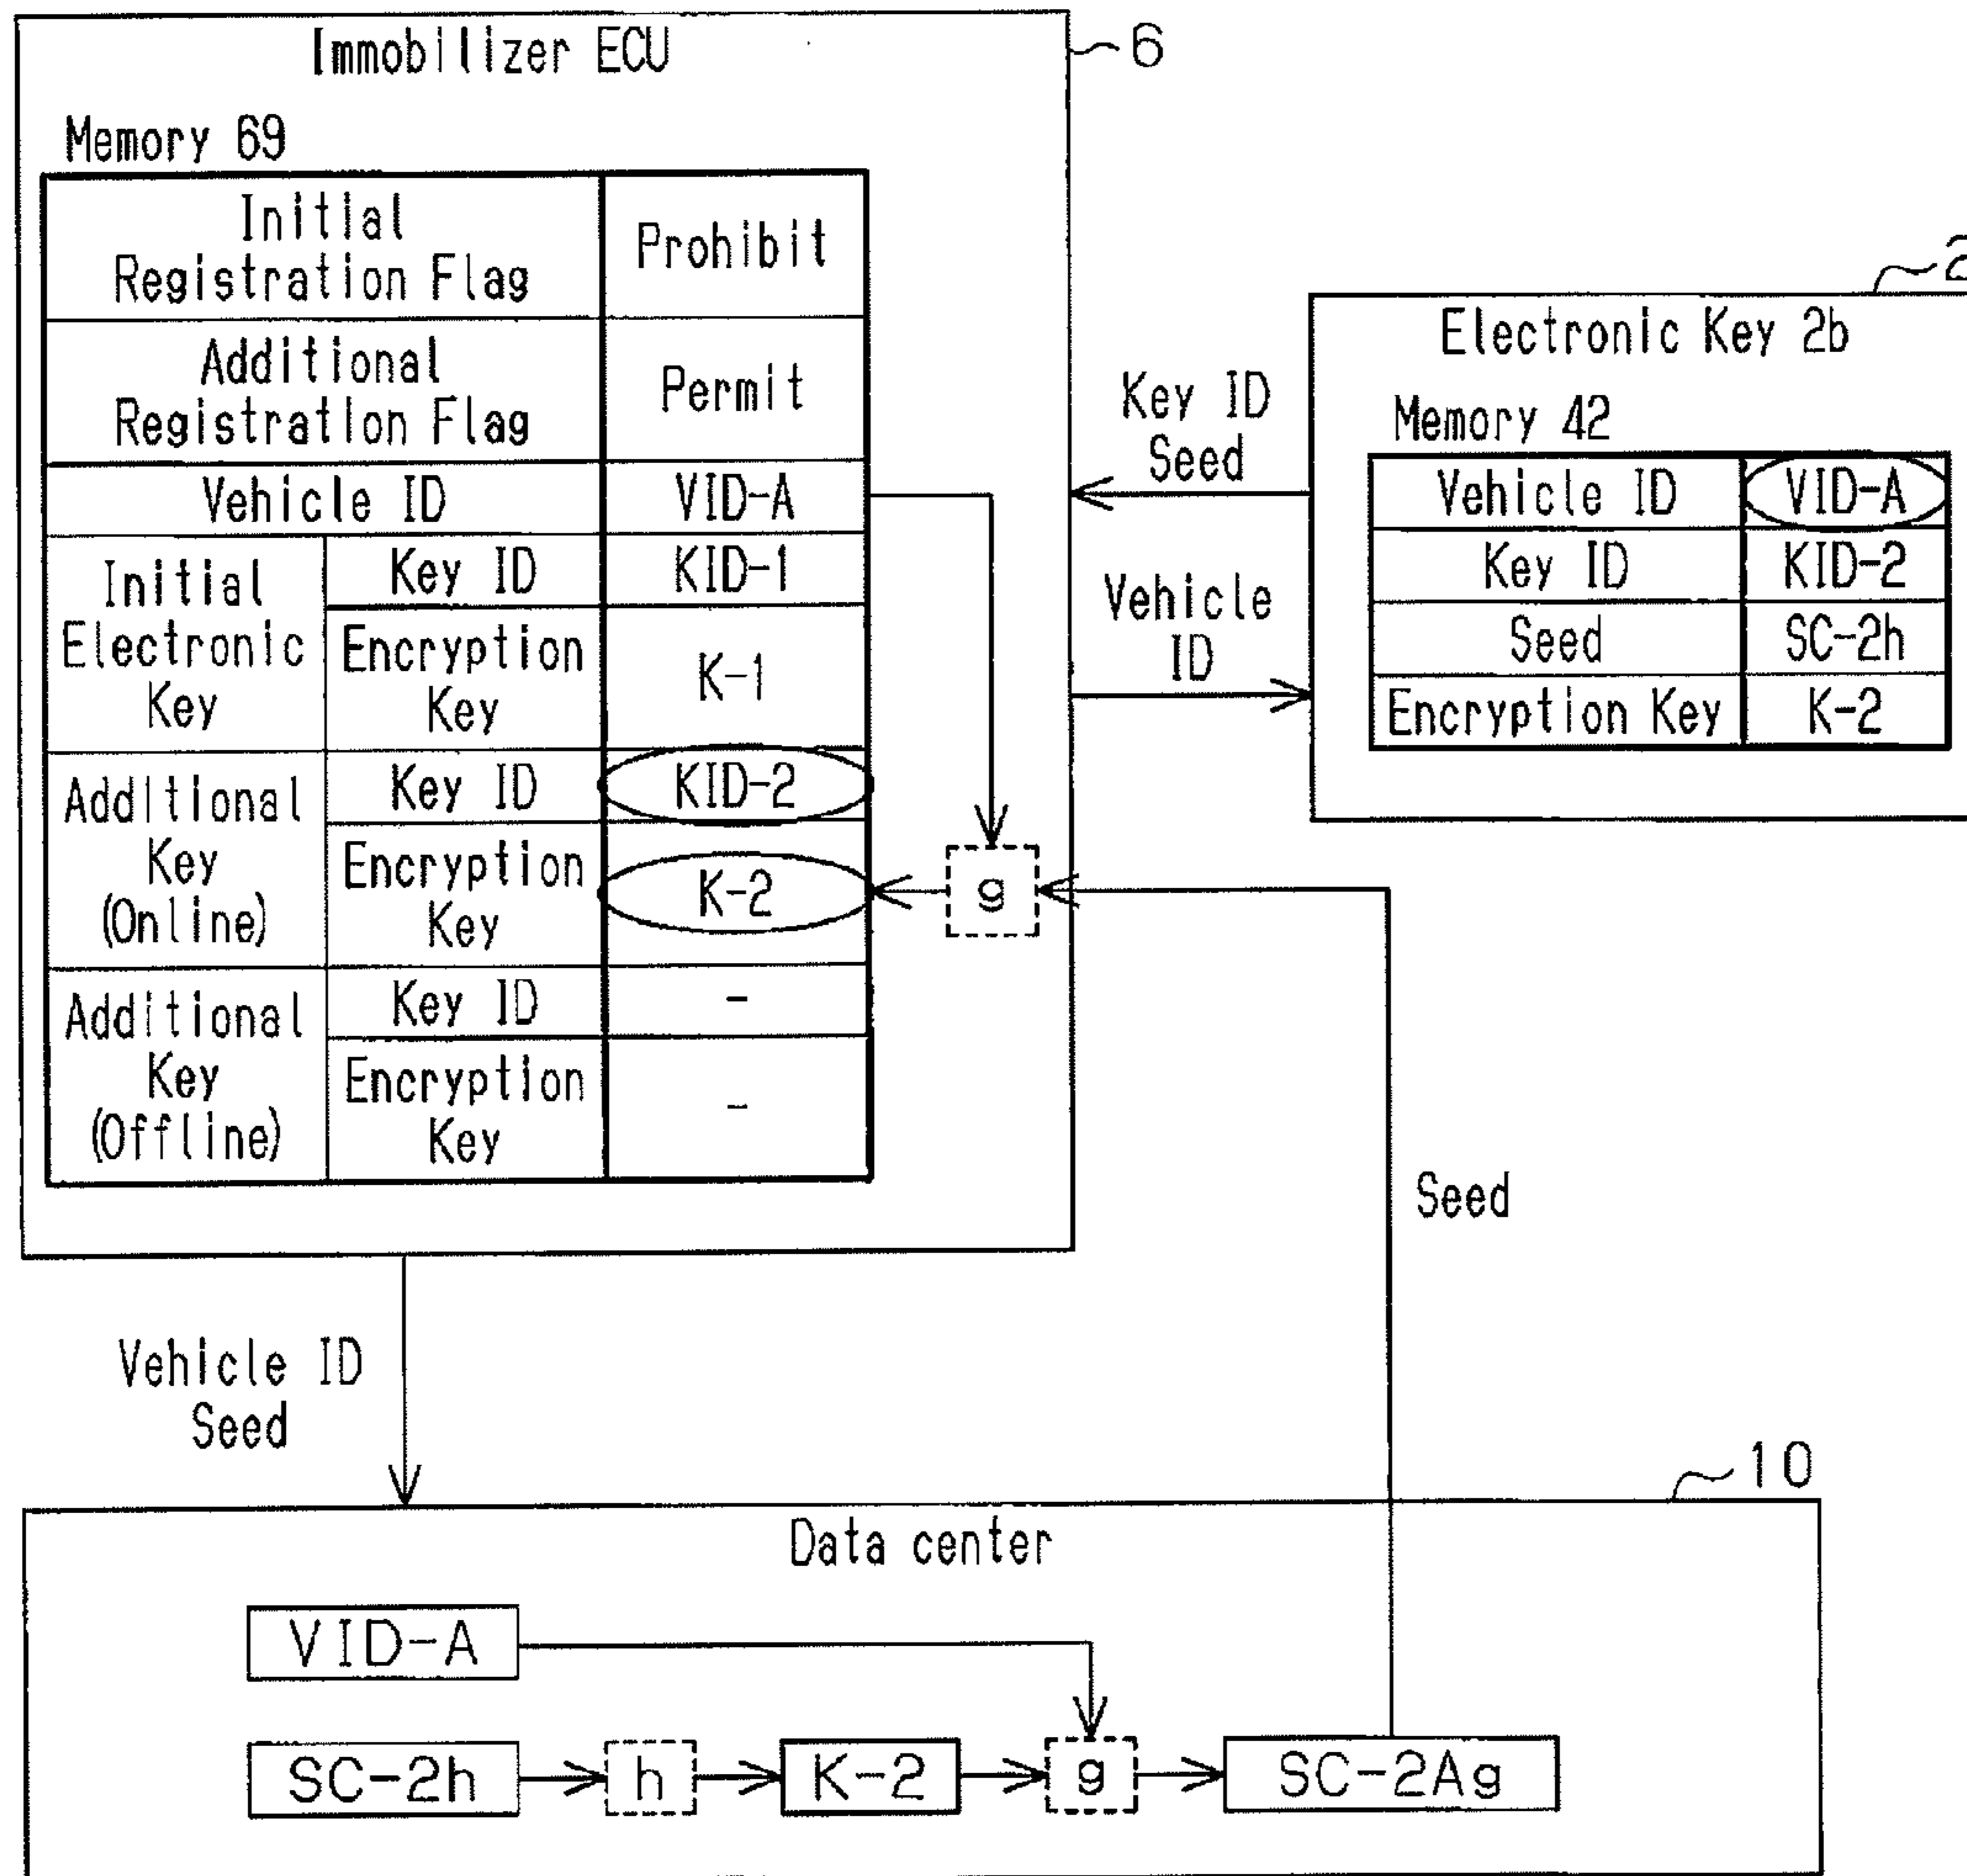 Immobilizer ECU
6
Memory 69
Initial
Registration Flag
Prohibit
Additional
Registration Flag
Permit
Vehicle ID
VID-A
Initial
Electronic
Key
Key ID
KID-1
Encryption
Key
K-1
Additional
Key
(Online)
Key ID
KID-2
Encryption
Key
K-2
Additional
Key
(Offline)
Key ID
-
Encryption
Key
-
g
Key ID
Seed
Vehicle
ID
2
Electronic Key 2b
Memory 42
Vehicle ID
VID-A
Key ID
KID-2
Seed
SC-2h
Encryption Key
K-2
Seed
Vehicle ID
Seed
10
Data center
VID-A
SC-2h
h
K-2
g
SC-2Ag